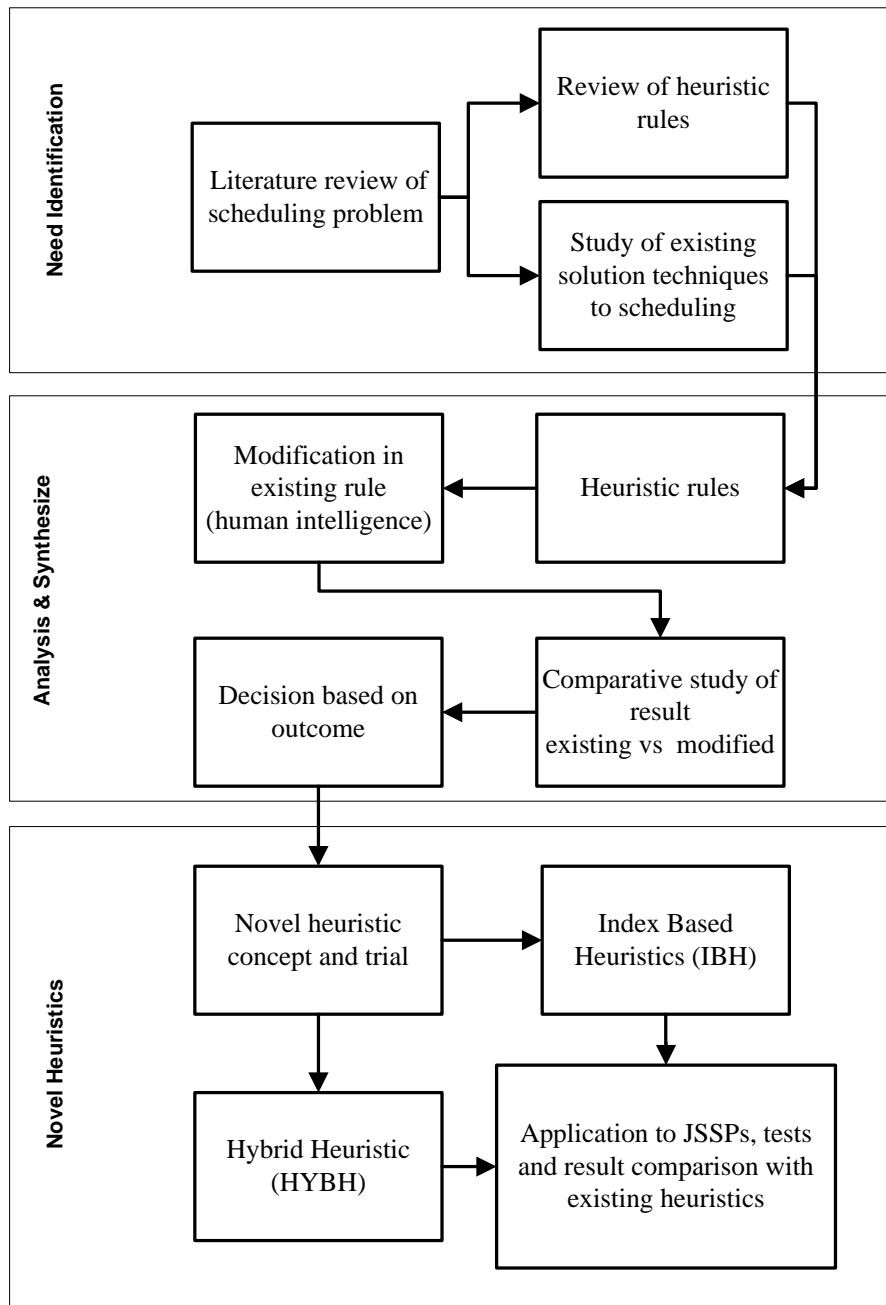 Need Identification
Literature review of
scheduling problem
Review of heuristic
rules
Study of existing
solution techniques
to scheduling
Analysis & Synthesize
Modification in
existing rule
(human intelligence)
Heuristic rules
Decision based on
outcome
Comparative study of
result
existing vs modified
Novel Heuristics
Novel heuristic
concept and trial
Index Based
Heuristics (IBH)
Hybrid Heuristic
(HYBH)
Application to JSSPs, tests
and result comparison with
existing heuristics